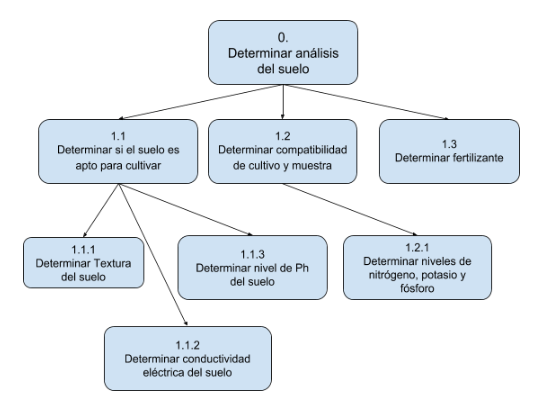 0.
Determinar análisis
del suelo
1.1
Determinar si el suelo es
apto para cultivar
1.2
Determinar compatibilidad
de cultivo y muestra
1.3
Determinar fertilizante
1.1.1
Determinar Textura
del suelo
1.1.3
Determinar nivel de Ph
del suelo
1.2.1
Determinar niveles de
nitrógeno, potasio y
fósforo
1.1.2
Determinar conductividad
eléctrica del suelo